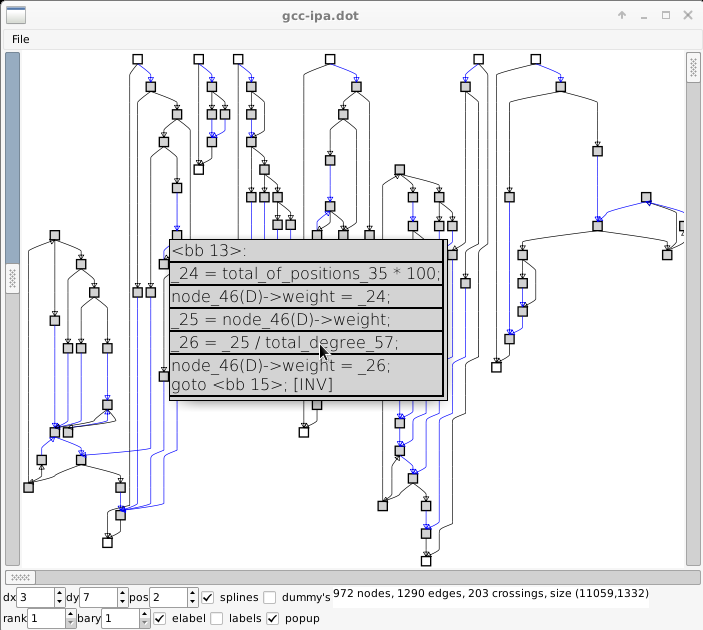 gcc-ipa.dot
File
<bb 13>:
_24 = total_of_positions_35 * 100;
node_46(D)->weight = _24;
_25 = node_46(D)->weight;
_26 = _25 / total_degree_57;
node_46(D)->weight = _26;
goto <bb 15>; [INV]
dx 3 dy 7 pos 2 splines dummy's 972 nodes, 1290 edges, 203 crossings, size (11059,1332)
rank 1 bary 1 elabel labels popup